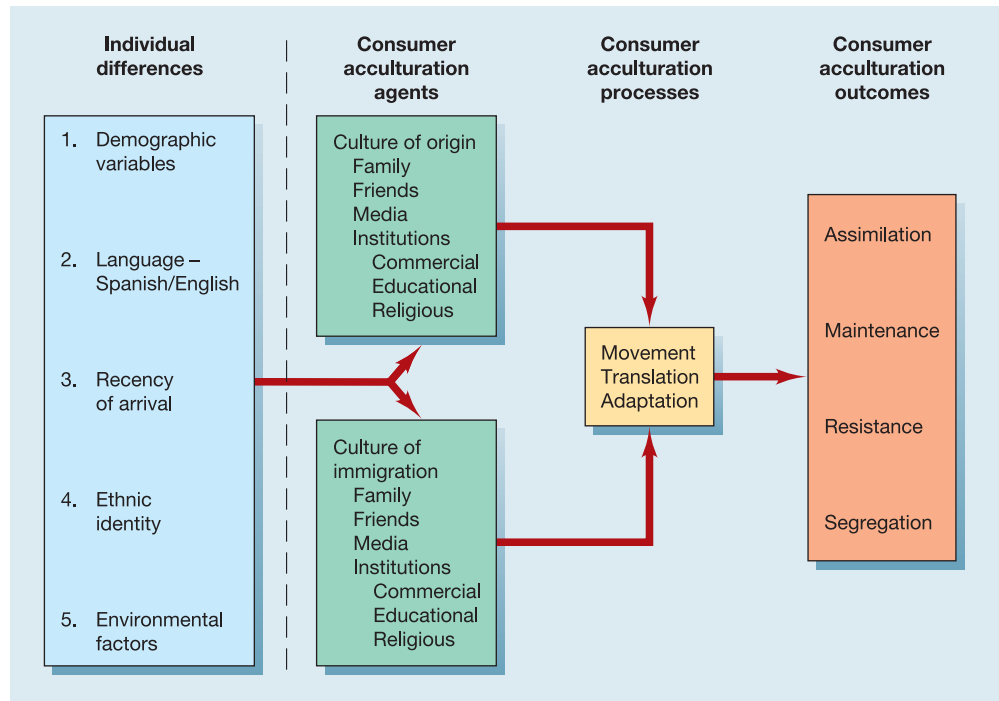 Individual
differences
Consumer
acculturation
agents
Consumer
acculturation
processes
Consumer
acculturation
outcomes
1. Demographic
variables
2. Language –
Spanish/English
3. Recency
of arrival
4. Ethnic
identity
5. Environmental
factors
Culture of origin
Family
Friends
Media
Institutions
Commercial
Educational
Religious
Culture of
immigration
Family
Friends
Media
Institutions
Commercial
Educational
Religious
Movement
Translation
Adaptation
Assimilation
Maintenance
Resistance
Segregation